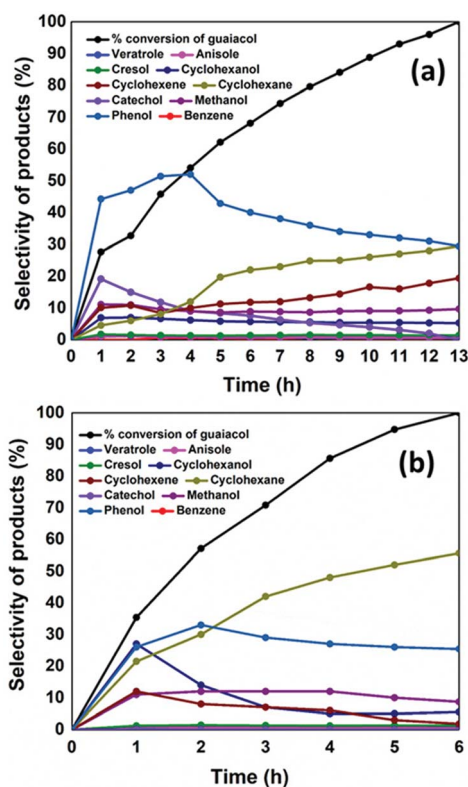 (a)
100
90
80
70
60
50
40
30
20
10
0
Selectivity of products (%)
% conversion of guaiacol
Veratrole Anisole
Cresol Cyclohexanol
Cyclohexene Cyclohexane
Catechol Methanol
Phenol Benzene
0 1 2 3 4 5 6 7 8 9 10 11 12 13
Time (h)
(b)
100
90
80
70
60
50
40
30
20
10
0
Selectivity of products (%)
% conversion of guaiacol
Veratrole Anisole
Cresol Cyclohexanol
Cyclohexene Cyclohexane
Catechol Methanol
Phenol Benzene
0 1 2 3 4 5 6
Time (h)